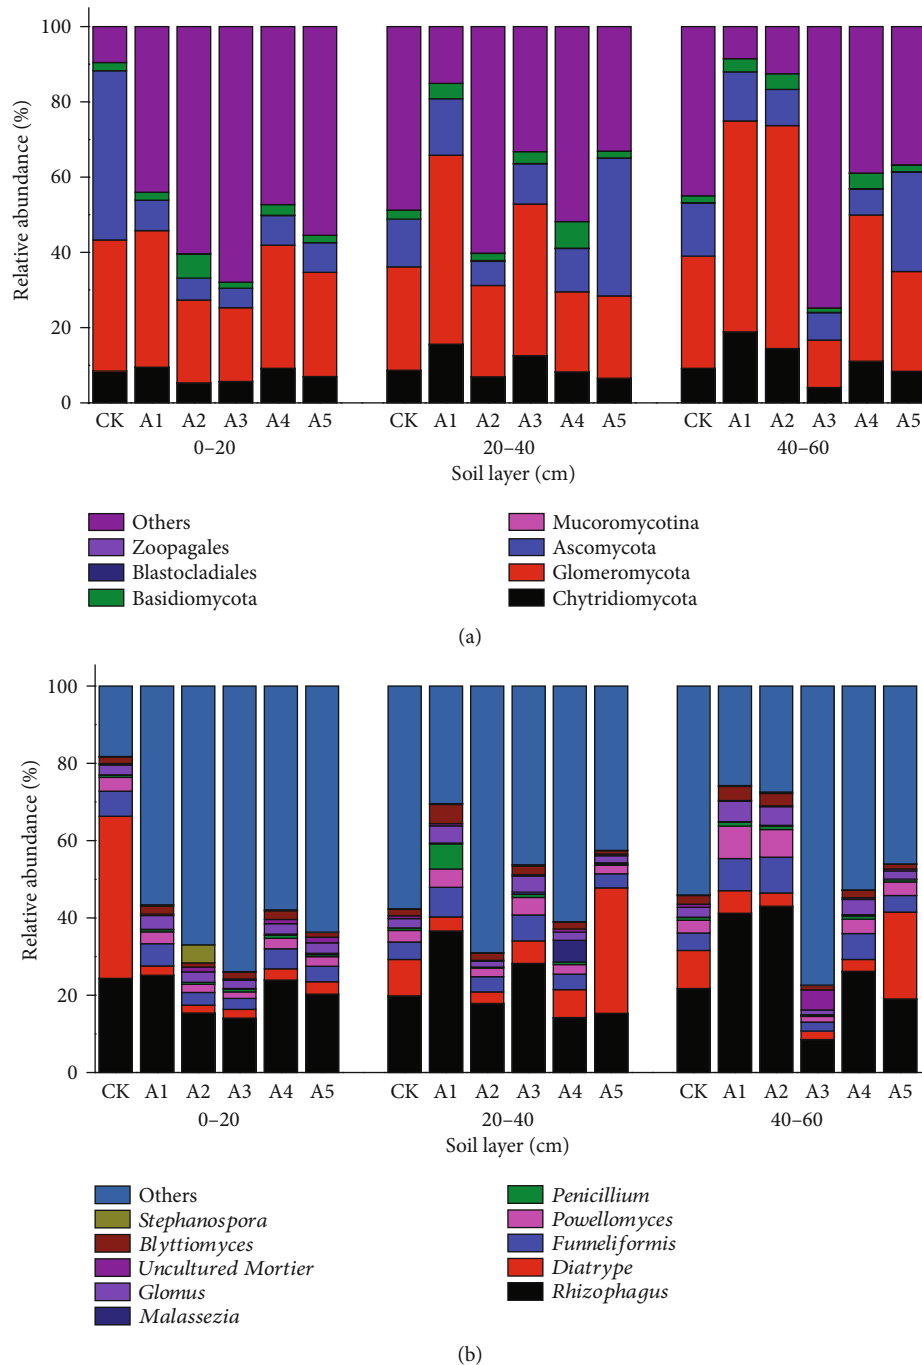 100
80
60
40
20
0
Relative abundance (%)
CK A1 A2 A3 A4 A5 CK A1 A2 A3 A4 A5 CK A1 A2 A3 A4 A5
0–20 20–40 40–60
Soil layer (cm)
Others
Zoopagales
Blastocladiales
Basidiomycota
Mucoromycotina
Ascomycota
Glomeromycota
Chytridiomycota
(a)
100
80
60
40
20
0
Relative abundance (%)
CK A1 A2 A3 A4 A5 CK A1 A2 A3 A4 A5 CK A1 A2 A3 A4 A5
0–20 20–40 40–60
Soil layer (cm)
Others
Stephanospora
Blyttiomyces
Uncultured Mortier
Glomus
Malassezia
Penicillium
Powellomyces
Funneliformis
Diatrype
Rhizophagus
(b)